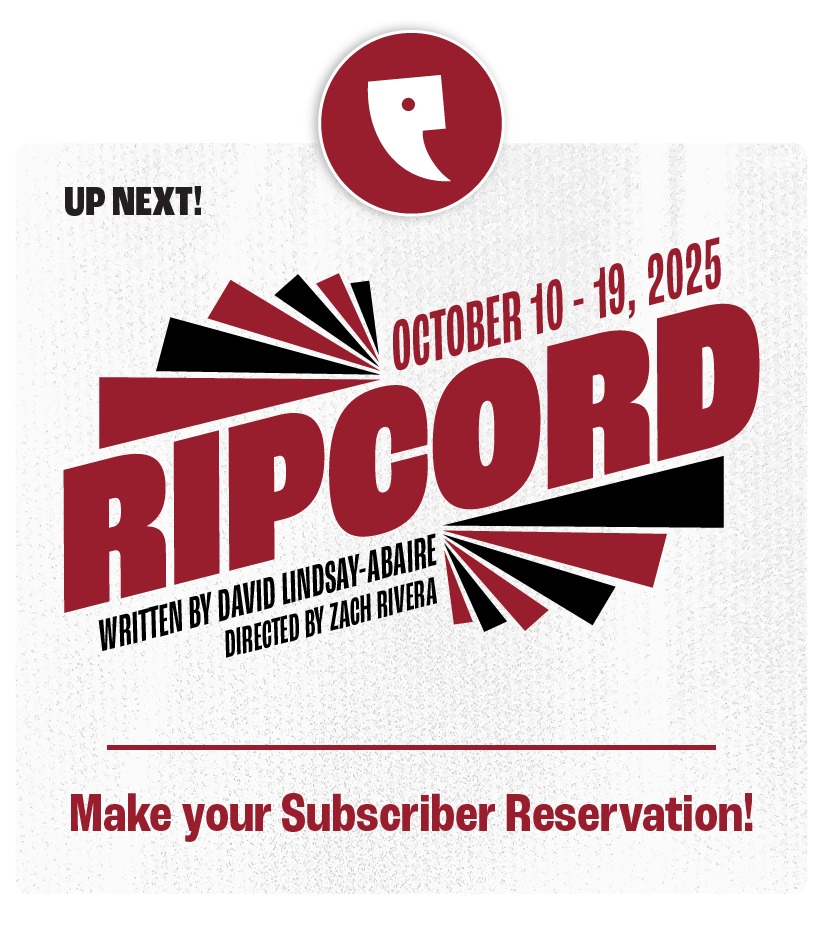 UP NEXT!
OCTOBER 10 - 19, 2025
RIPCORD
WRITTEN BY DAVID LINDSAY-ABAIRE
DIRECTED BY ZACH RIVERA
Make your Subscriber Reservation!